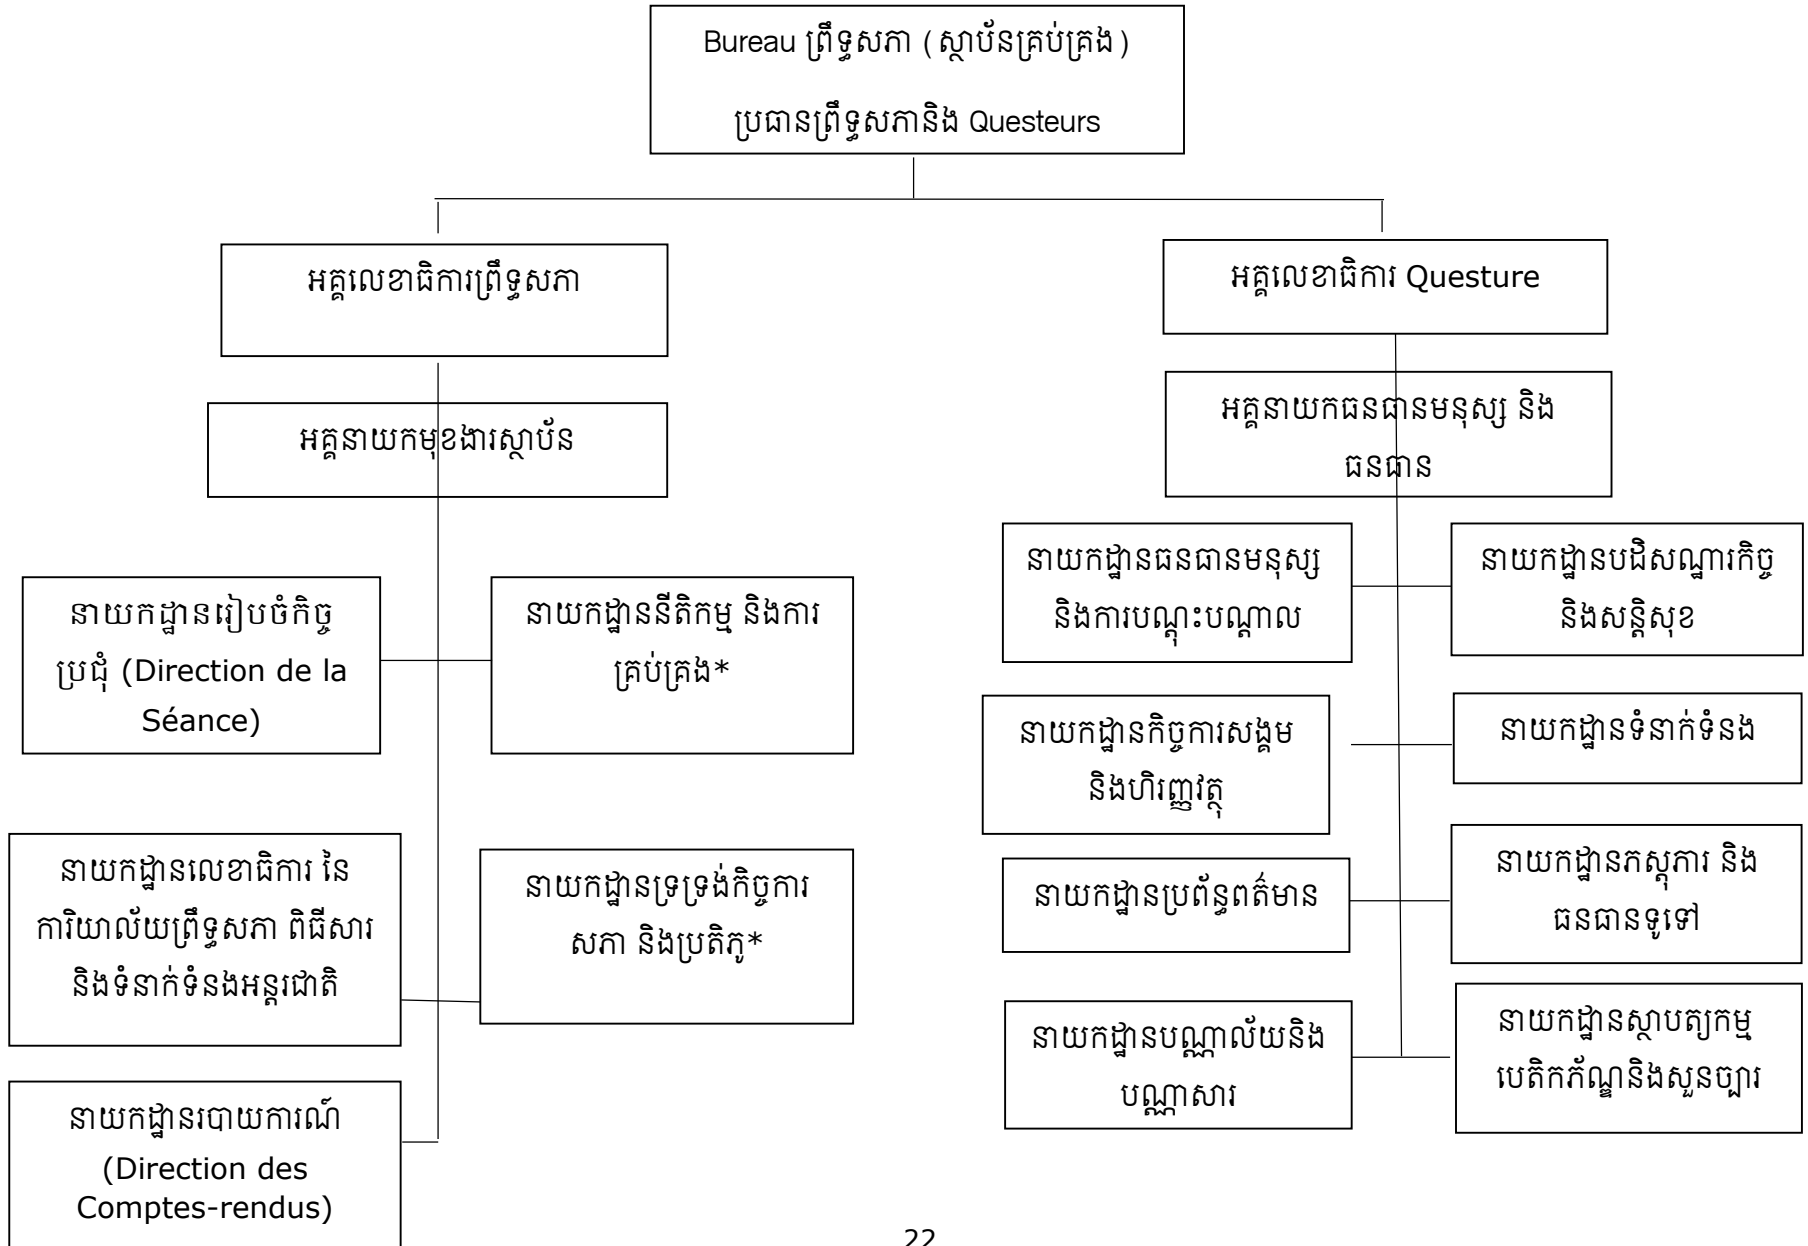 Bureau ព្រឹទ្ធសភា (ស្ថាប័នគ្រប់គ្រង)
ប្រធានព្រឹទ្ធសភានិង Questeurs
អគ្គលេខាធិការព្រឹទ្ធសភា
អគ្គនាយកមុខងារស្ថាប័ន
នាយកដ្ឋានរៀបចំកិច្ច
ប្រជុំ (Direction de la
Séance)
នាយកដ្ឋាននីតិកម្ម និងការ
គ្រប់គ្រង*
នាយកដ្ឋានលេខាធិការ នៃ
ការិយាល័យព្រឹទ្ធសភា ពិធីសារ
និងទំនាក់ទំនងអន្តរជាតិ
នាយកដ្ឋានទ្រទ្រង់កិច្ចការ
សភា និងប្រតិភូ*
នាយកដ្ឋានរបាយការណ៍
(Direction des
Comptes-rendus)
អគ្គលេខាធិការ Questure
អគ្គនាយកធនធានមនុស្ស និង
ធនធាន
នាយកដ្ឋានធនធានមនុស្ស
និងការបណ្តុះបណ្តាល
នាយកដ្ឋានបដិសណ្ឋារកិច្ច
និងសន្តិសុខ
នាយកដ្ឋានកិច្ចការសង្គម
និងហិរញ្ញវត្ថុ
នាយកដ្ឋានទំនាក់ទំនង
នាយកដ្ឋានប្រព័ន្ធពត៌មាន
នាយកដ្ឋានភស្តុភារ និង
ធនធានទូទៅ
នាយកដ្ឋានបណ្ណាល័យនិង
បណ្ណាសារ
នាយកដ្ឋានស្ថាបត្យកម្ម
បេតិកភ័ណ្ឌនិងសួនច្បារ
22